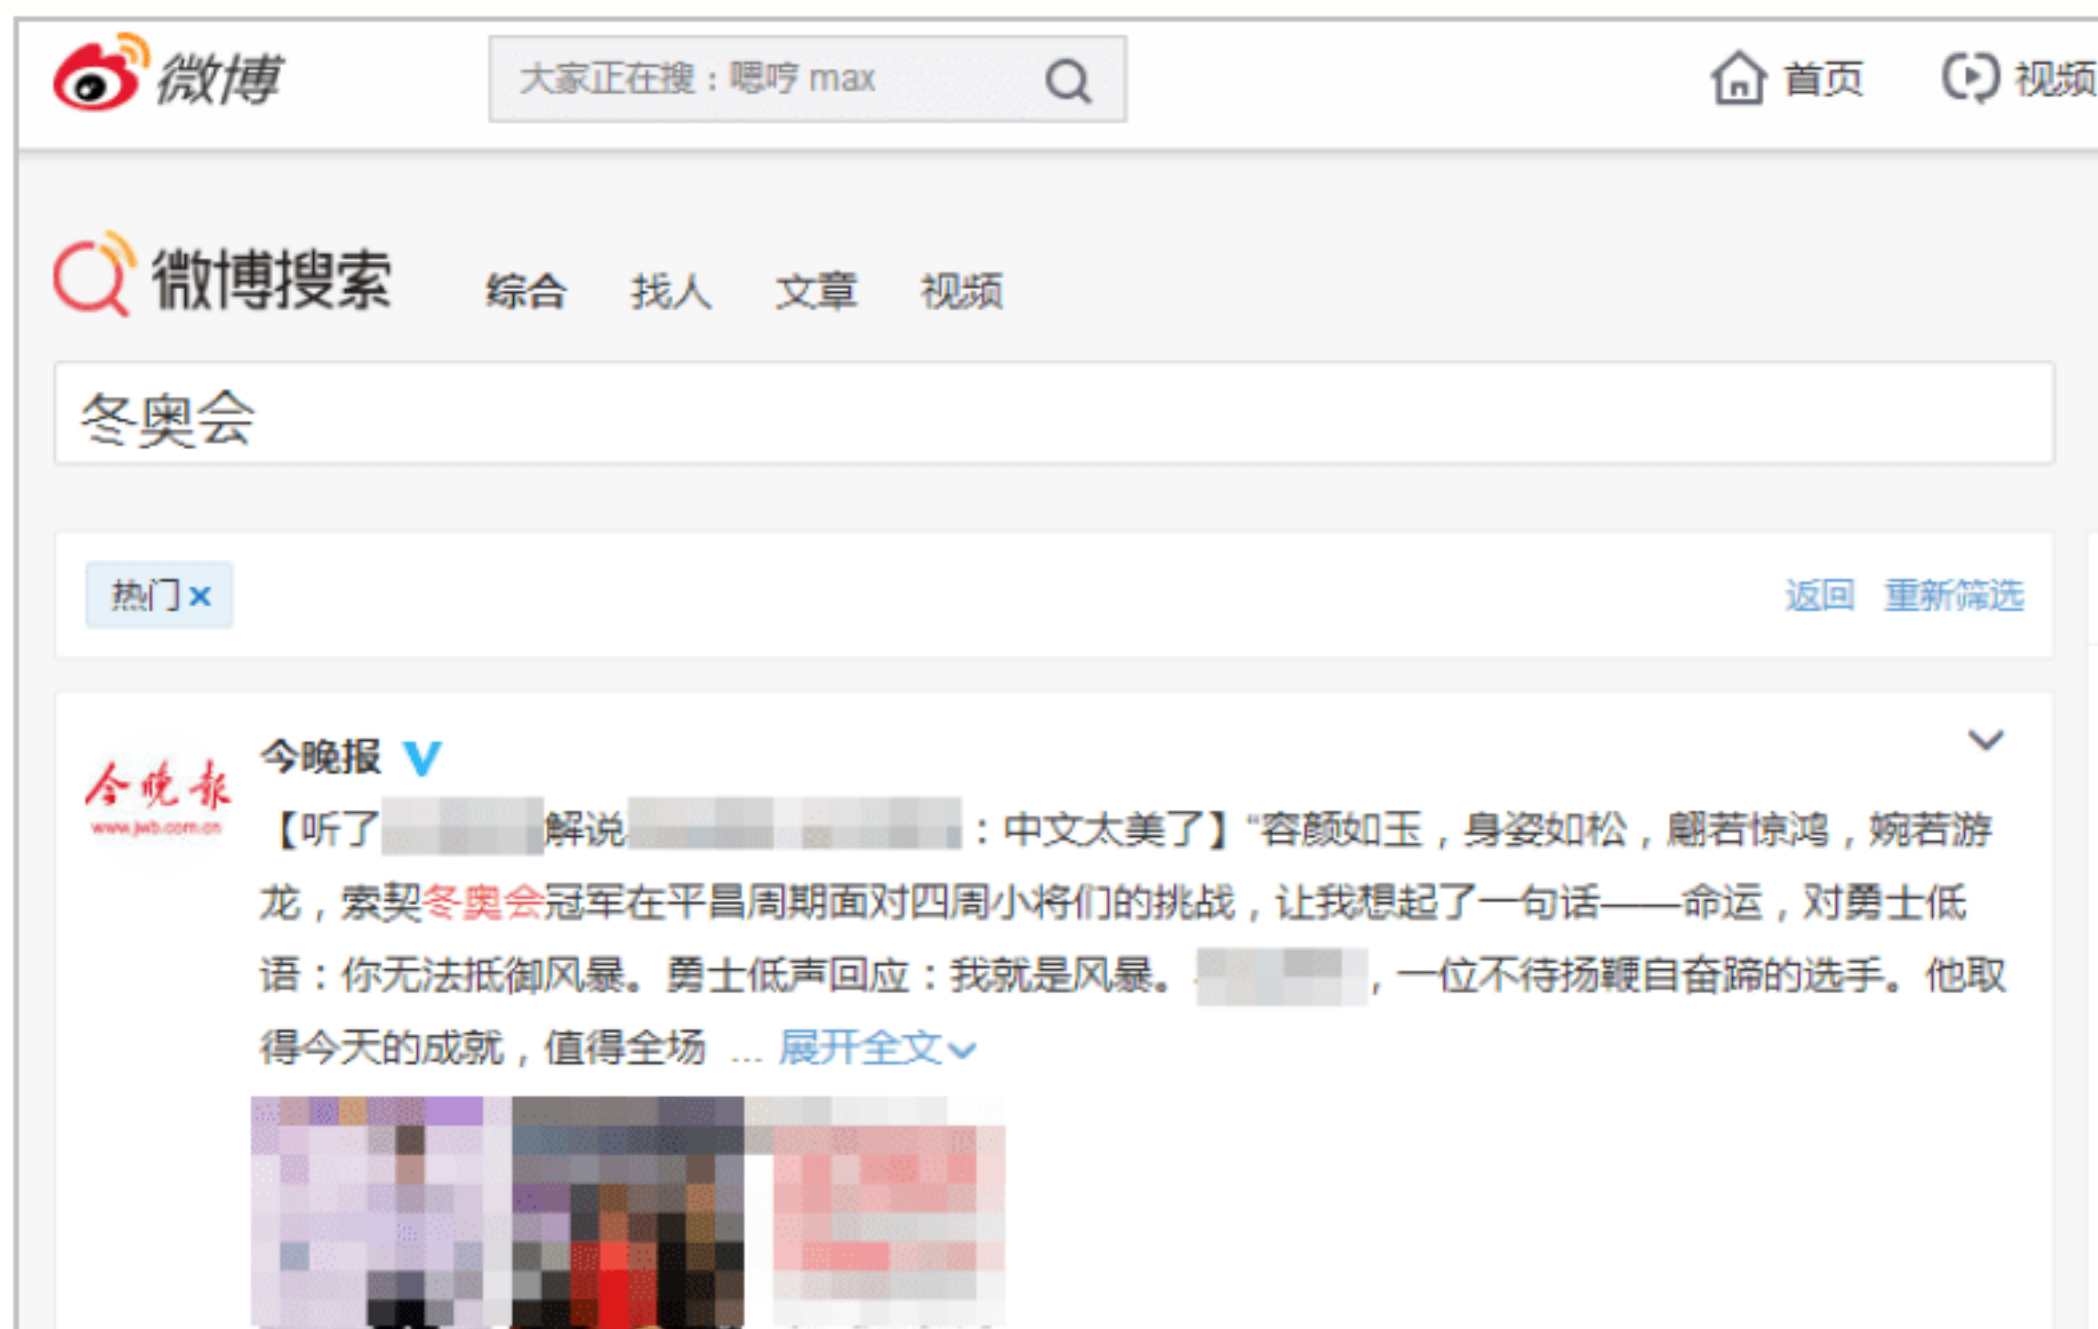 微博
大家正在搜：嗯哼 max
首页
视频
微博搜索
综合
找人
文章
视频
冬奥会
热门×
返回
重新筛选
今晚报
www.jwb.com.cn
今晚报 V
【听了 解说 ：中文太美了】“容颜如玉，身姿如松，翩若惊鸿，婉若游
龙，索契冬奥会冠军在平昌周期面对四周小将们的挑战，让我想起了一句话——命运，对勇士低
语：你无法抵御风暴。勇士低声回应：我就是风暴。 ，一位不待扬鞭自奋蹄的选手。他取
得今天的成就，值得全场 ... 展开全文